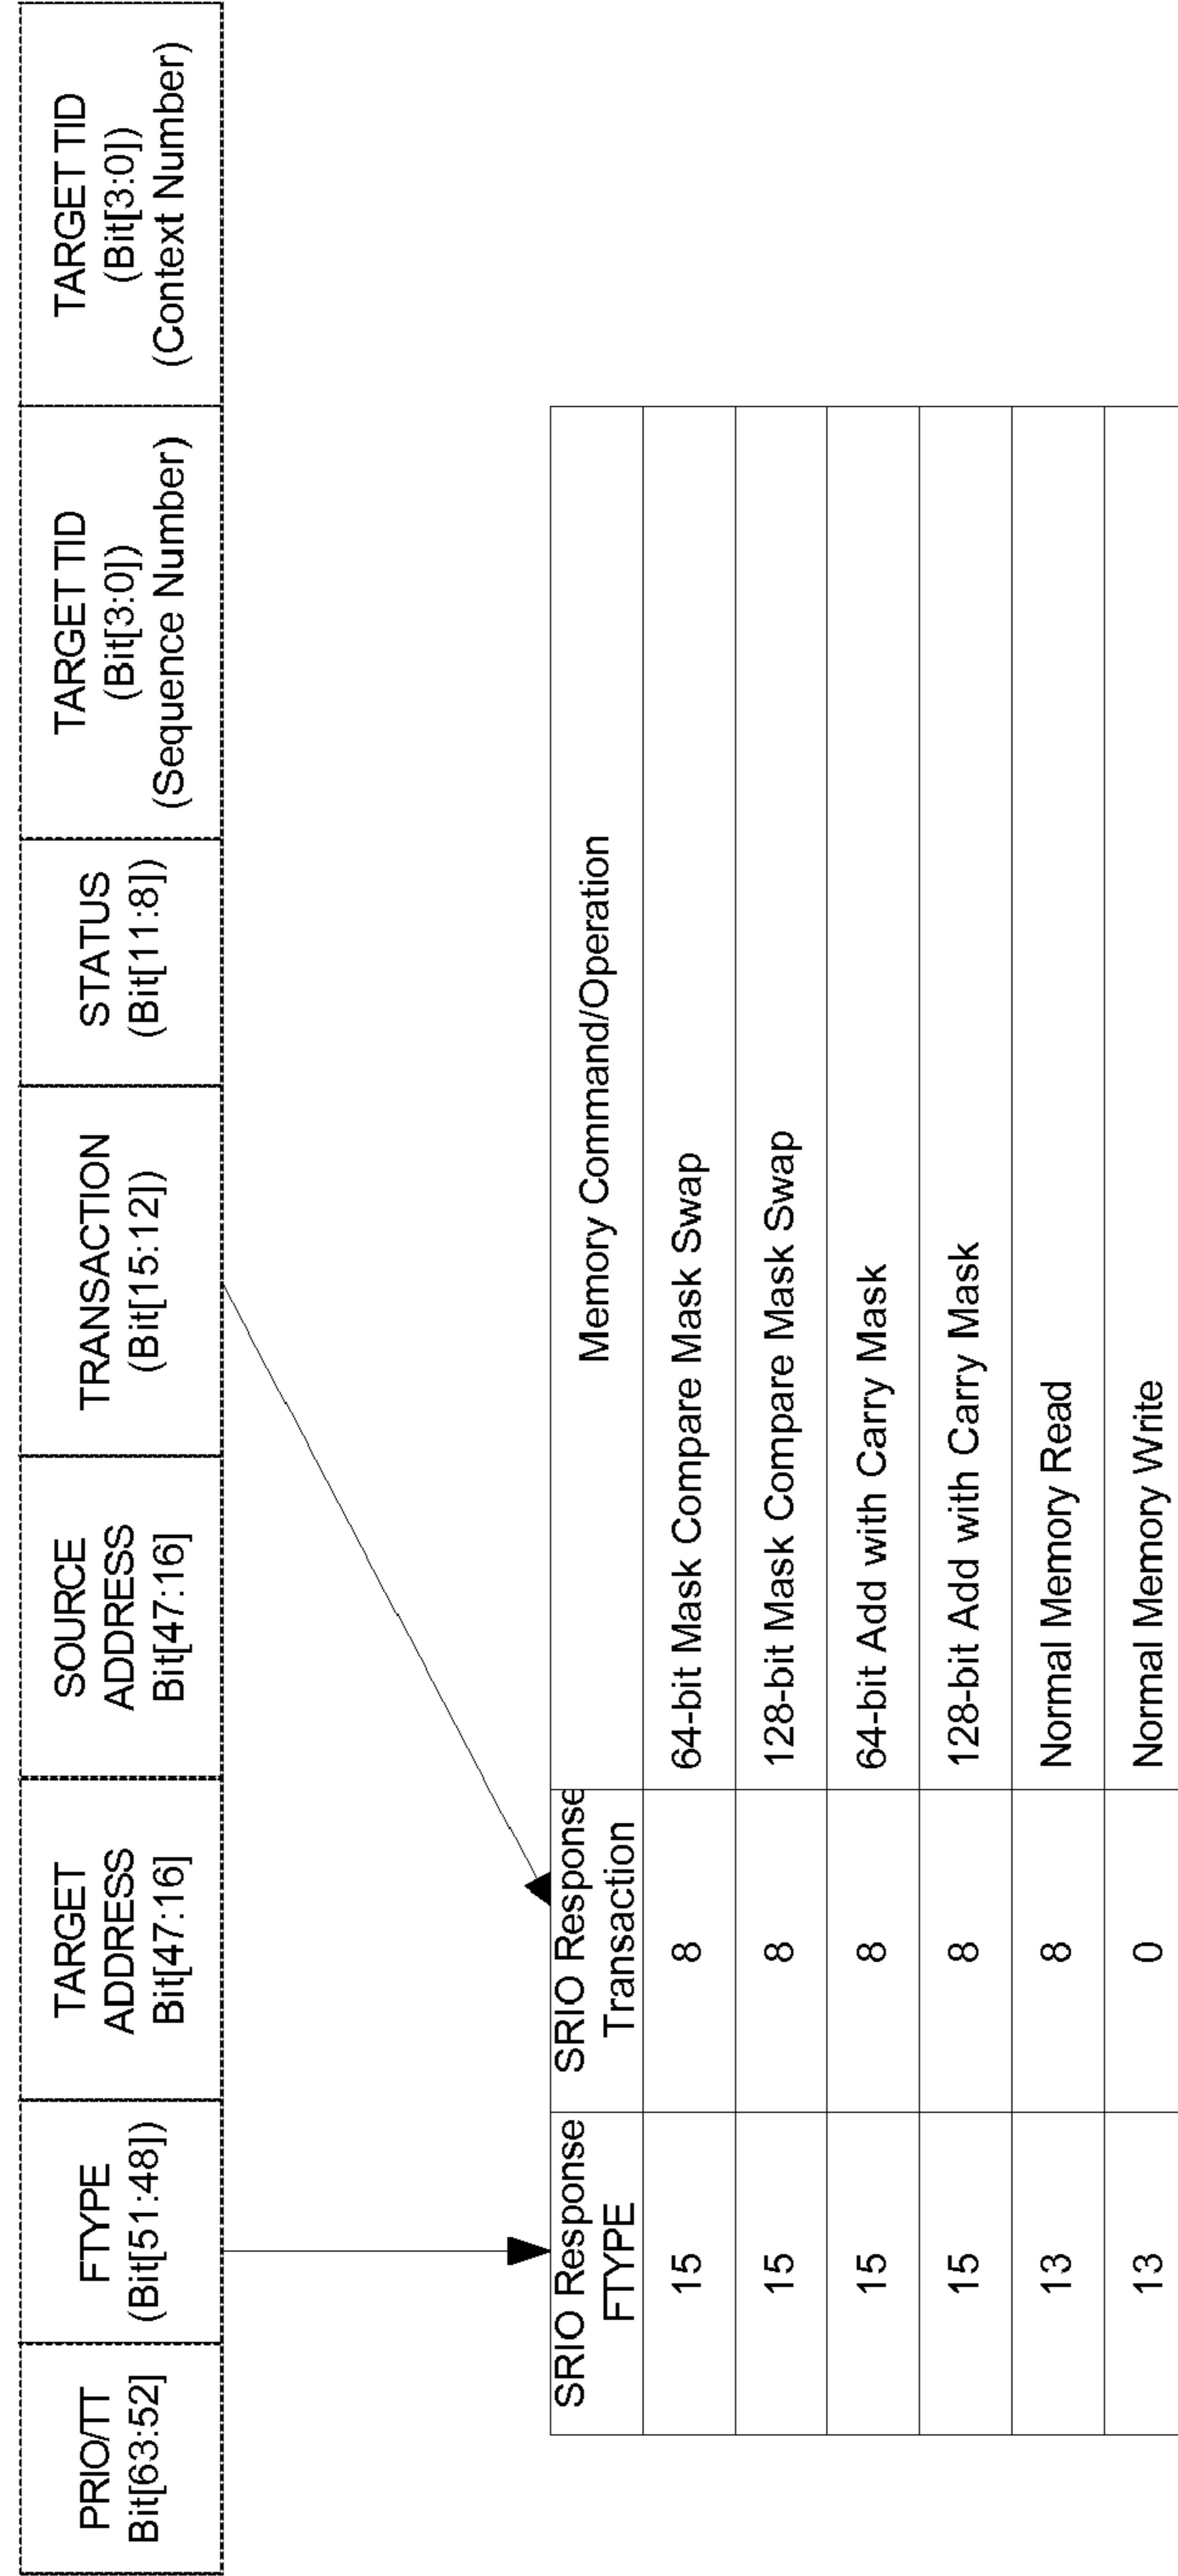 PRIO/TT
Bit[63:52]
FTYPE
(Bit[51:48])
TARGET
ADDRESS
Bit[47:16]
SOURCE
ADDRESS
Bit[47:16]
TRANSACTION
(Bit[15:12])
STATUS
(Bit[11:8])
TARGET TID
(Bit[3:0])
(Sequence Number)
TARGET TID
(Bit[3:0])
(Context Number)
SRIO Response
FTYPE
SRIO Response
Transaction
Memory Command/Operation
15 8 64-bit Mask Compare Mask Swap
15 8 128-bit Mask Compare Mask Swap
15 8 64-bit Add with Carry Mask
15 8 128-bit Add with Carry Mask
13 8 Normal Memory Read
13 0 Normal Memory Write